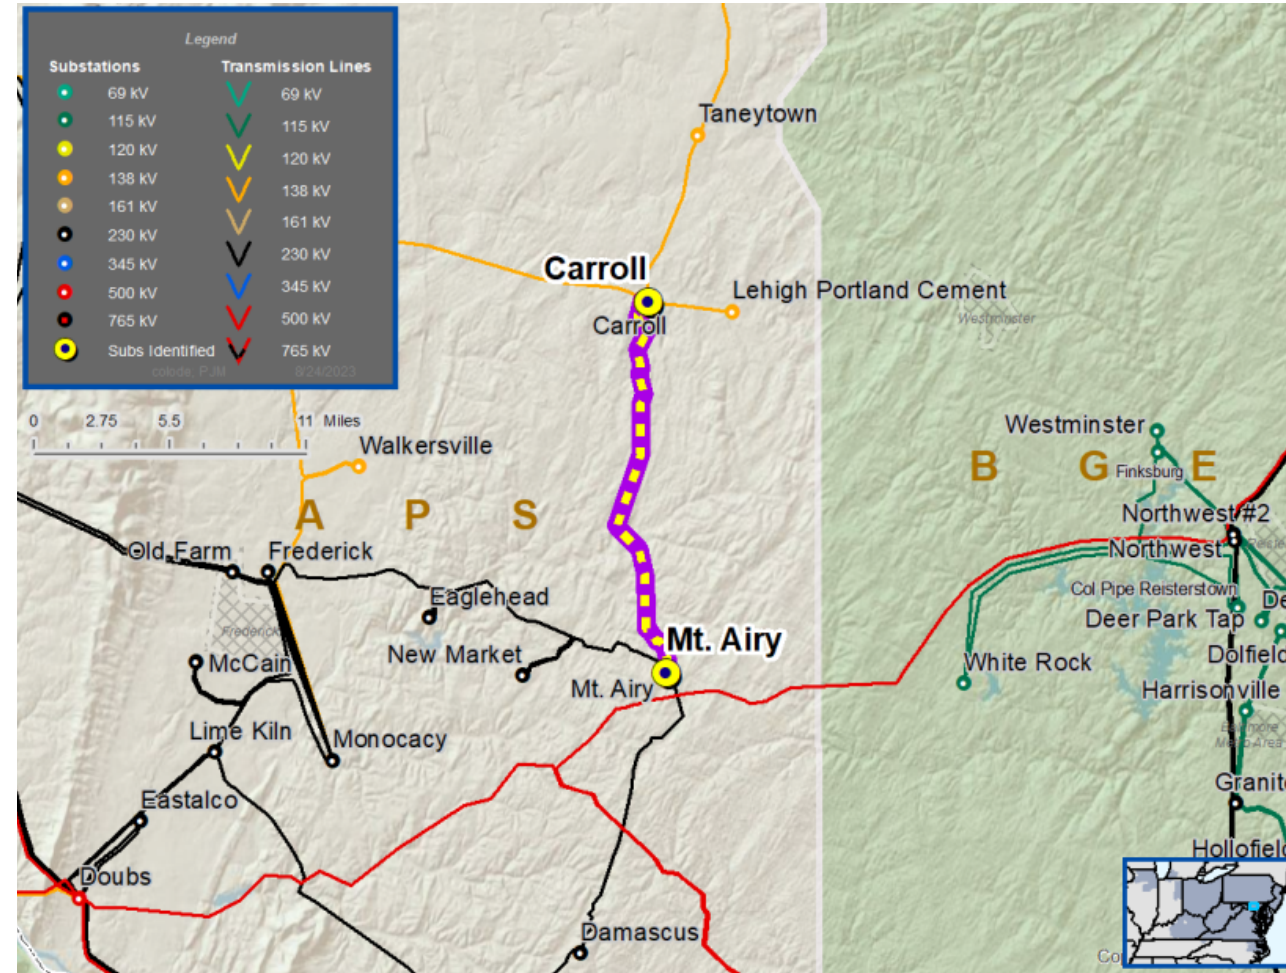 Legend
Substations
Transmission Lines
69 kV
69 kV
115 kV
115 kV
120 kV
120 kV
138 kV
138 kV
161 kV
161 kV
230 kV
230 kV
345 kV
345 kV
500 kV
500 kV
765 kV
765 kV
Subs Identified
colode, PJM
8/24/2023
0 2.75 5.5 11 Miles
Taneytown
Carroll
Lehigh Portland Cement
Carroll
Westminster
Walkersville
Westminster
B G E
Finksburg
A P S
Northwest #2
Old Farm
Frederick
Northwest
Col Pipe Reisterstown
Eaglehead
Deer Park Tap
Frederick
Mt. Airy
McCain
New Market
White Rock
Mt. Airy
Harrisonville
Lime Kiln
Monocacy
Metro Area
Eastalco
Doubs
Damascus